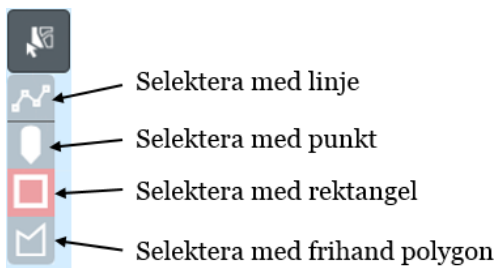 Selektera med linje
Selektera med punkt
Selektera med rektangel
Selektera med frihand polygon